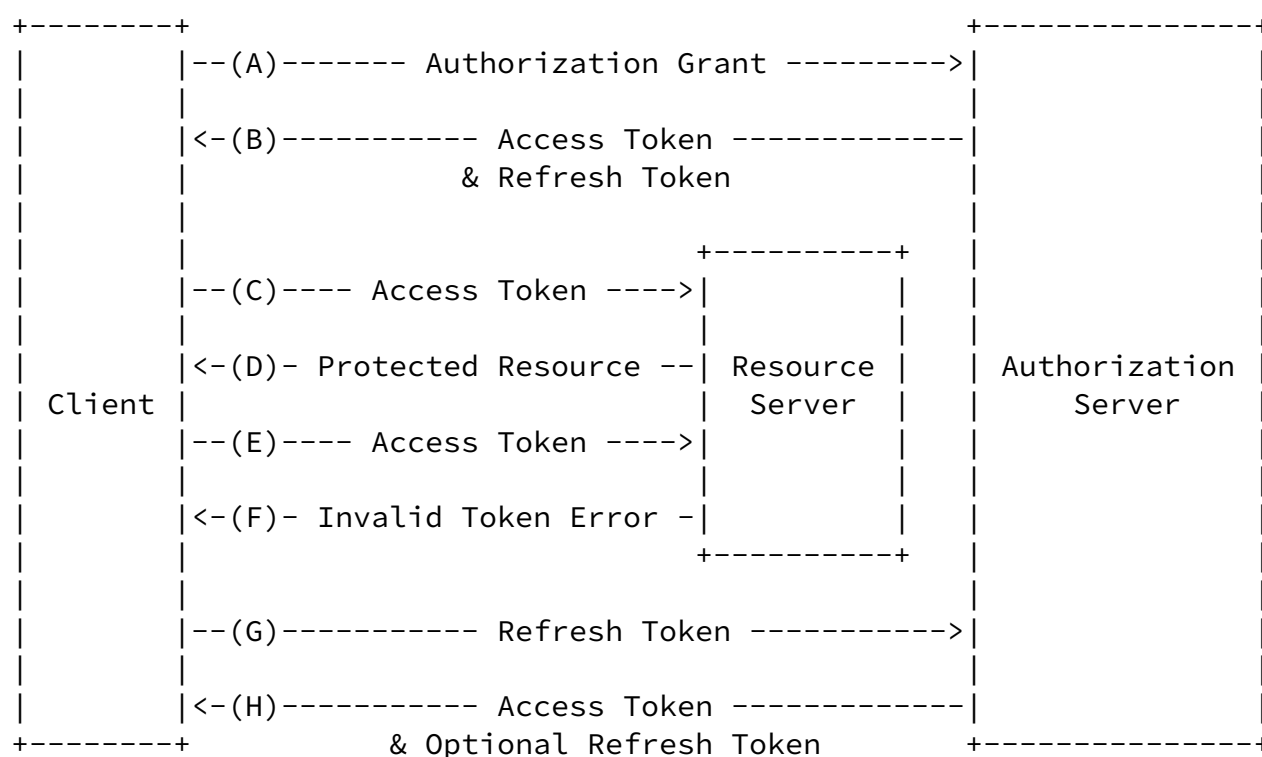 +--------+                                           +---------------+
|        |--(A)------- Authorization Grant --------->|               |
|        |                                           |               |
|        |<-(B)----------- Access Token -------------|               |
|        |               & Refresh Token             |               |
|        |                                           |               |
|        |                            +----------+   |               |
|        |--(C)---- Access Token ---->|          |   |               |
|        |                            |          |   |               |
|        |<-(D)- Protected Resource --| Resource |   | Authorization |
| Client |                            |  Server  |   |     Server    |
|        |--(E)---- Access Token ---->|          |   |               |
|        |                            |          |   |               |
|        |<-(F)- Invalid Token Error -|          |   |               |
|        |                            +----------+   |               |
|        |                                           |               |
|        |--(G)----------- Refresh Token ----------->|               |
|        |                                           |               |
|        |<-(H)----------- Access Token -------------|               |
+--------+           & Optional Refresh Token        +---------------+